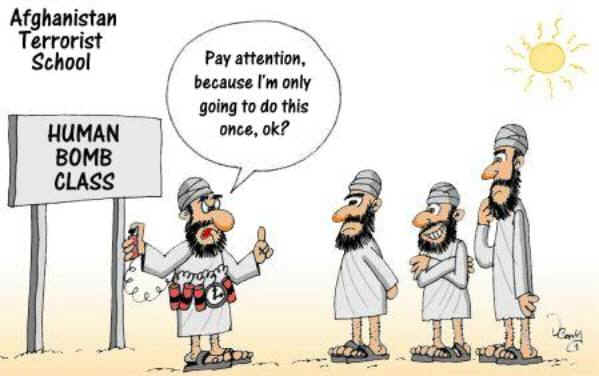 Afghanistan
Terrorist
School
Pay attention,
because I'm only
going to do this
once, ok?
HUMAN
BOMB
CLASS